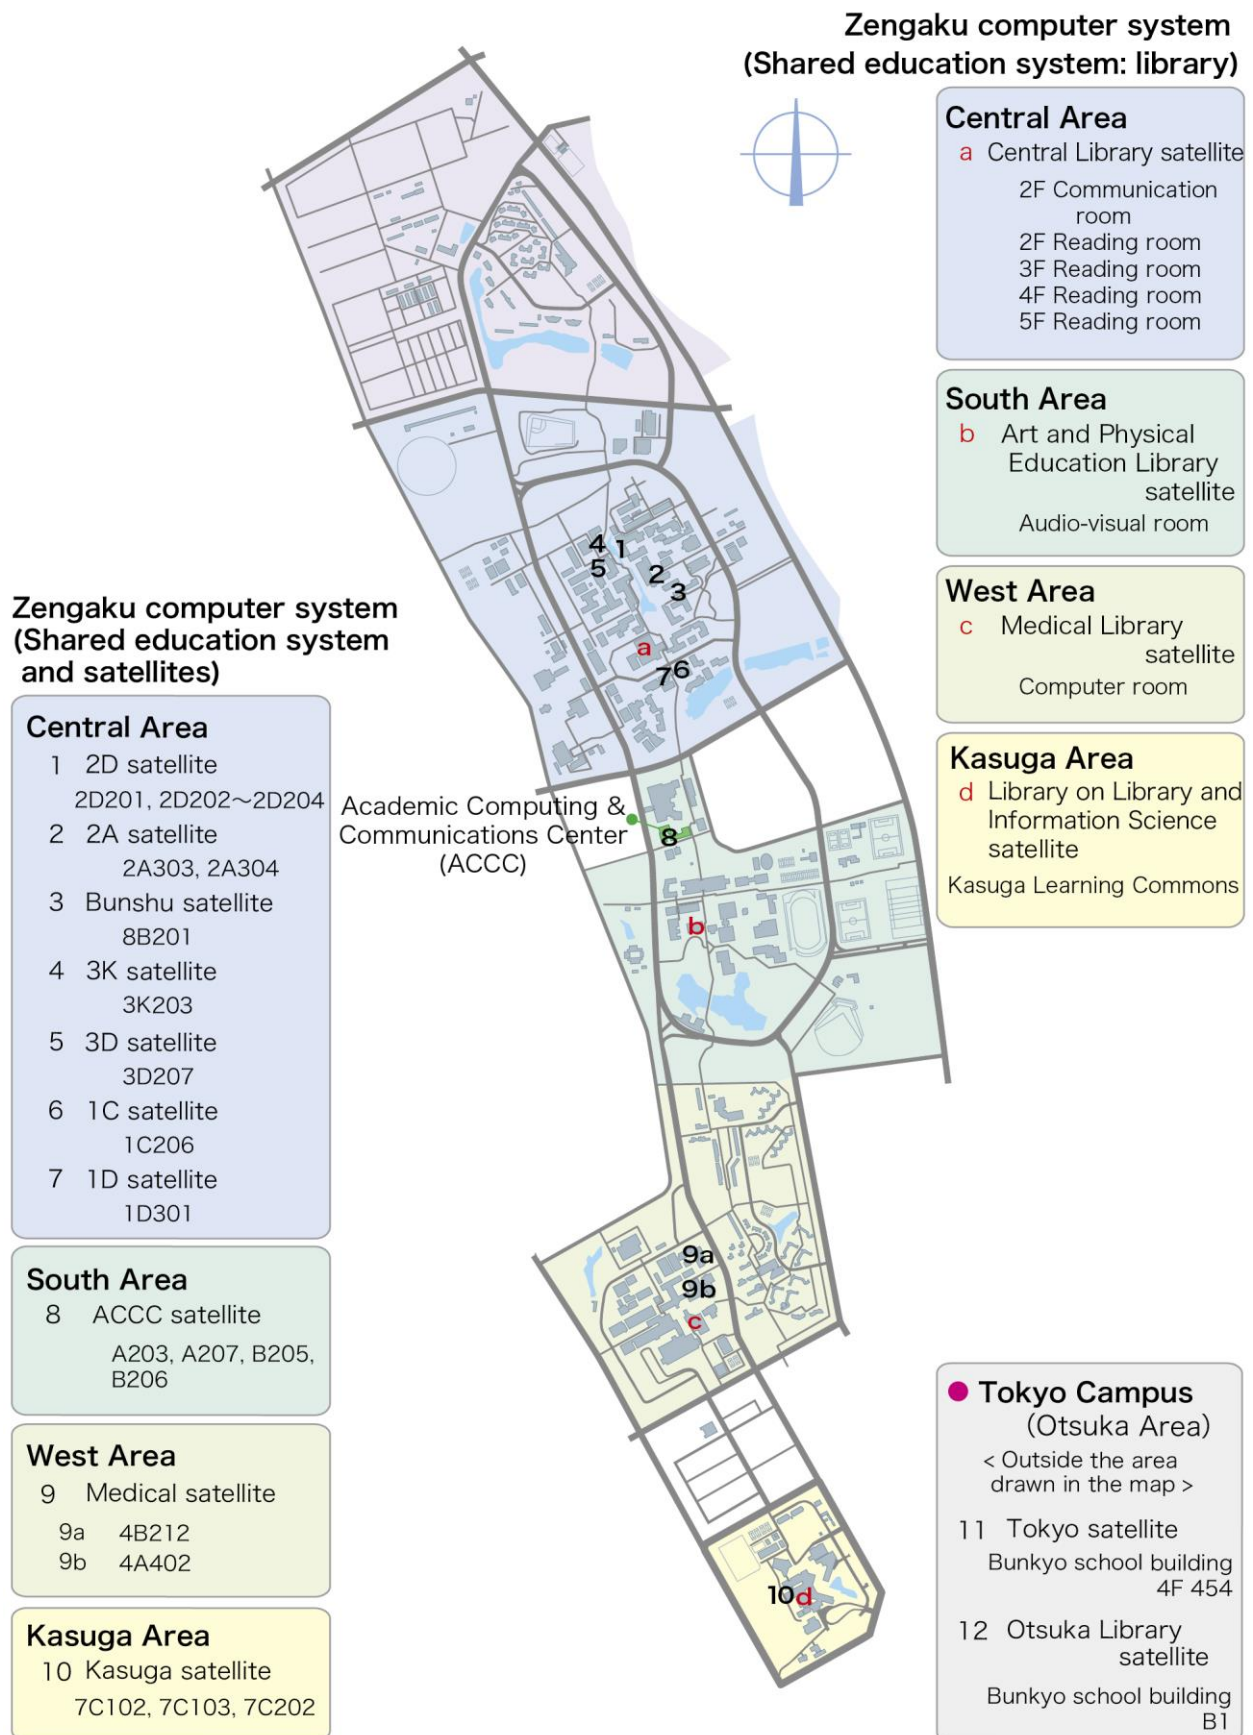 Zengaku computer system
(Shared education system: library)
Central Area
a Central Library satellite
2F Communication
room
2F Reading room
3F Reading room
4F Reading room
5F Reading room
South Area
b Art and Physical
Education Library
satellite
Audio-visual room
West Area
c Medical Library
satellite
Computer room
Kasuga Area
d Library on Library and
Information Science
satellite
Kasuga Learning Commons
Zengaku computer system
(Shared education system
and satellites)
Central Area
1 2D satellite
2D201, 2D202～2D204
2 2A satellite
2A303, 2A304
3 Bunshu satellite
8B201
4 3K satellite
3K203
5 3D satellite
3D207
6 1C satellite
1C206
7 1D satellite
1D301
South Area
8 ACCC satellite
A203, A207, B205,
B206
West Area
9 Medical satellite
9a 4B212
9b 4A402
Kasuga Area
10 Kasuga satellite
7C102, 7C103, 7C202
4
1
5
2
3
a
7
6
Academic Computing &
Communications Center
(ACCC)
8
b
9a
9b
c
10
d
Tokyo Campus
(Otsuka Area)
< Outside the area
drawn in the map >
11 Tokyo satellite
Bunkyo school building
4F 454
12 Otsuka Library
satellite
Bunkyo school building
B1